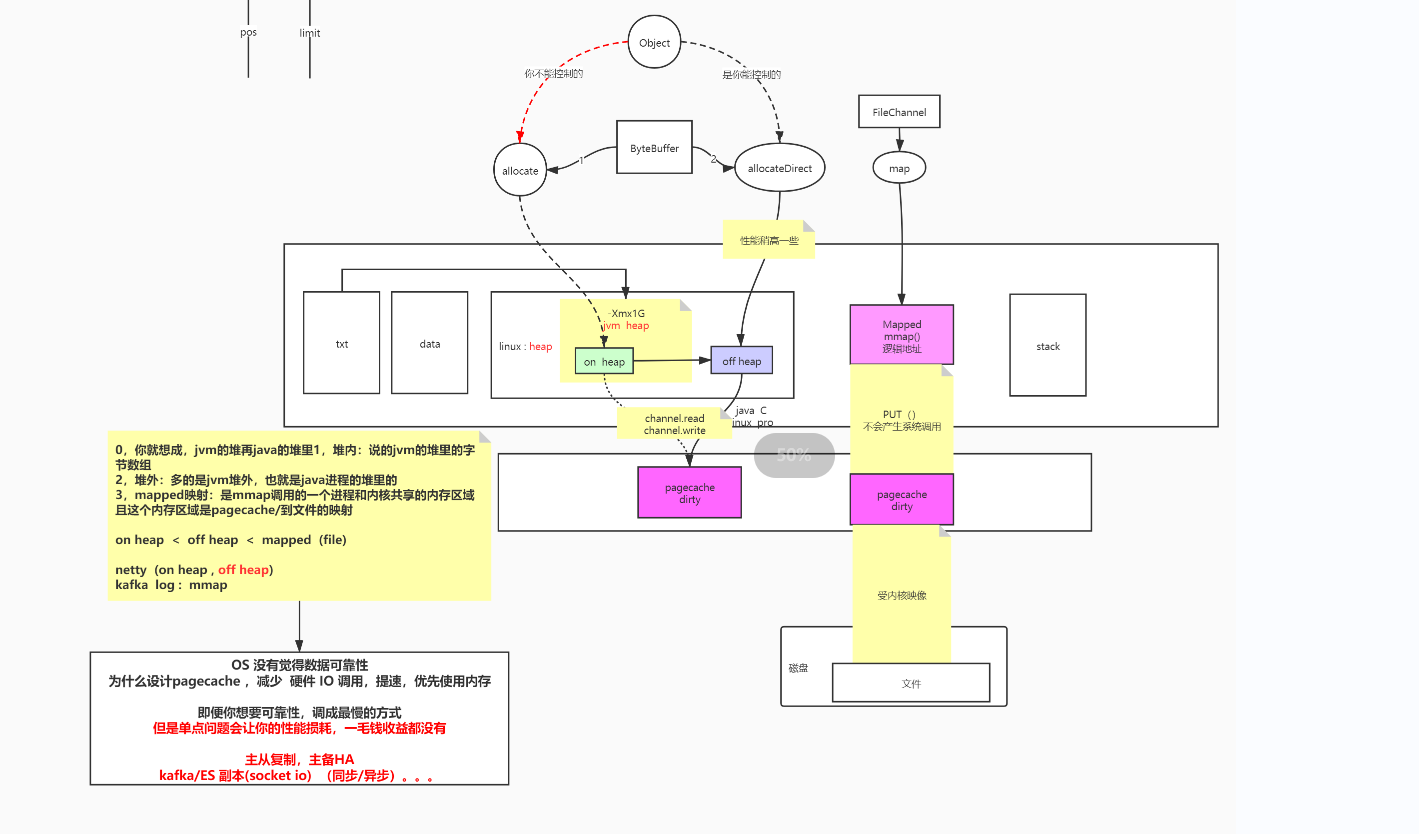 pos
limit
Object
你不能控制的
是你能控制的
FileChannel
ByteBuffer
1
2
allocate
allocateDirect
map
性能稍高一些
txt
data
linux : heap
-Xmx1G
jvm heap
on heap
off heap
Mapped
mmap()
逻辑地址
stack
channel.read
channel.write
java C
linux pro
PUT（）
不会产生系统调用
50%
pagecache
dirty
pagecache
dirty
0，你就想成，jvm的堆再java的堆里1，堆内：说的jvm的堆里的字
节数组
2，堆外：多的是jvm堆外，也就是java进程的堆里的
3，mapped映射：是mmap调用的一个进程和内核共享的内存区域
且这个内存区域是pagecache/到文件的映射
on heap < off heap < mapped（file）
netty（on heap , off heap）
kafka log : mmap
受内核映像
磁盘
文件
OS 没有觉得数据可靠性
为什么设计pagecache ，减少 硬件 IO 调用，提速，优先使用内存
即便你想要可靠性，调成最慢的方式
但是单点问题会让你的性能损耗，一毛钱收益都没有
主从复制，主备HA
kafka/ES 副本(socket io) （同步/异步）。。。